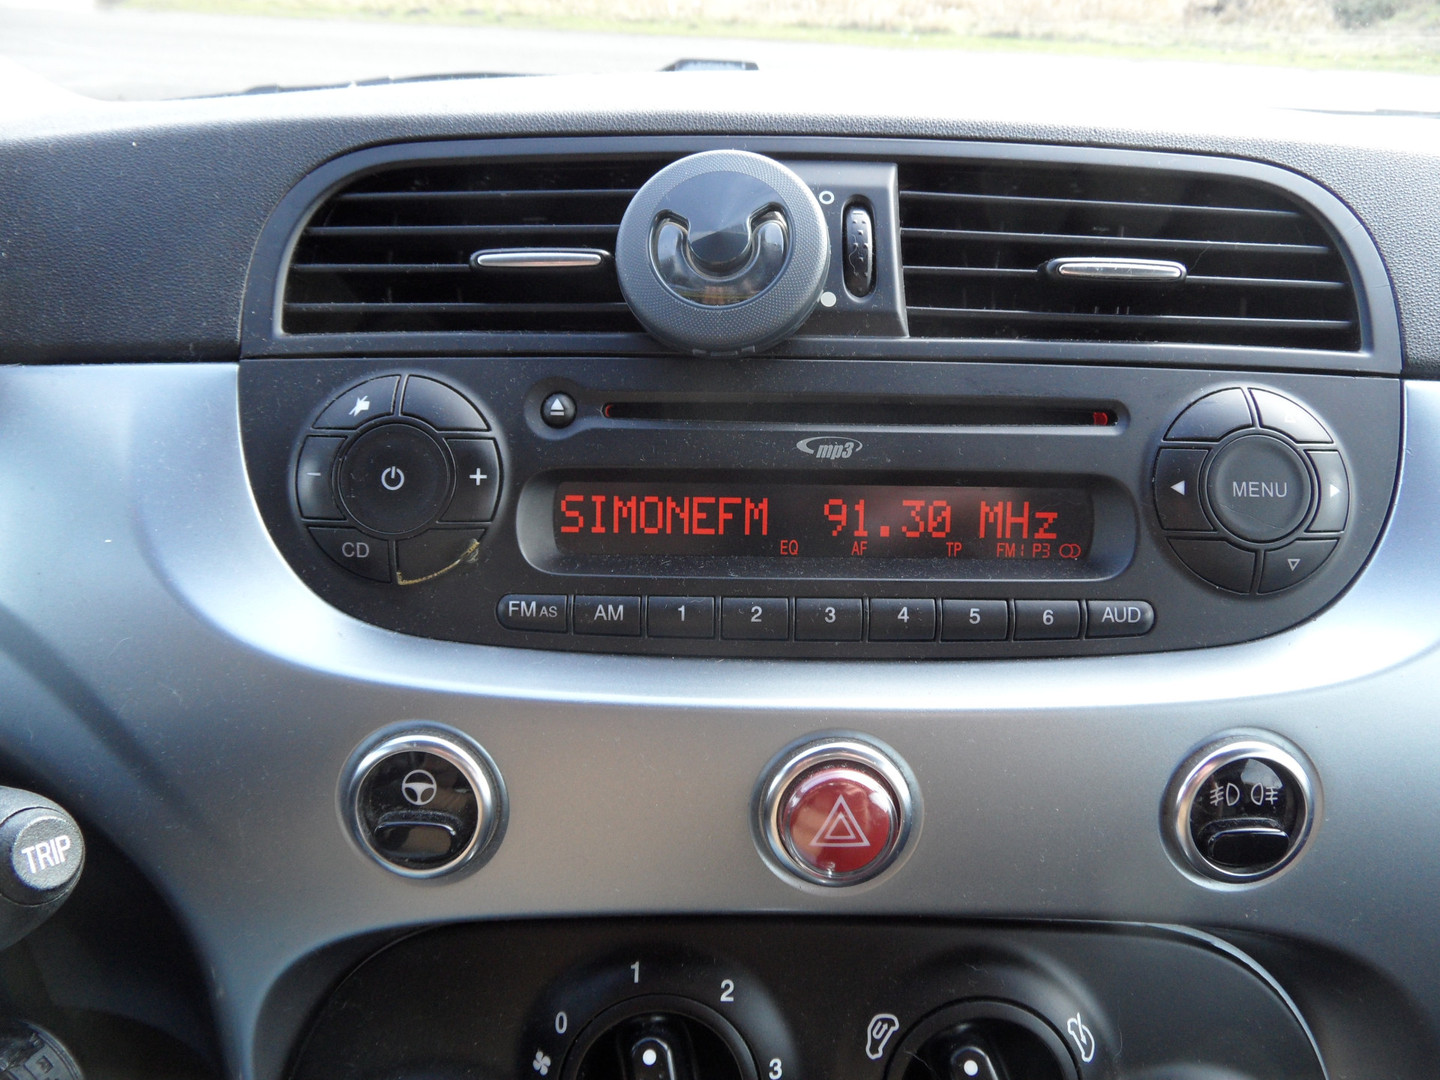 mp3
SIMONEFM 91.30 MHz
EQ AF TP FM1 P3
- +
CD
MENU
FM AS AM 1 2 3 4 5 6 AUD
TRIP
0 1 2 3